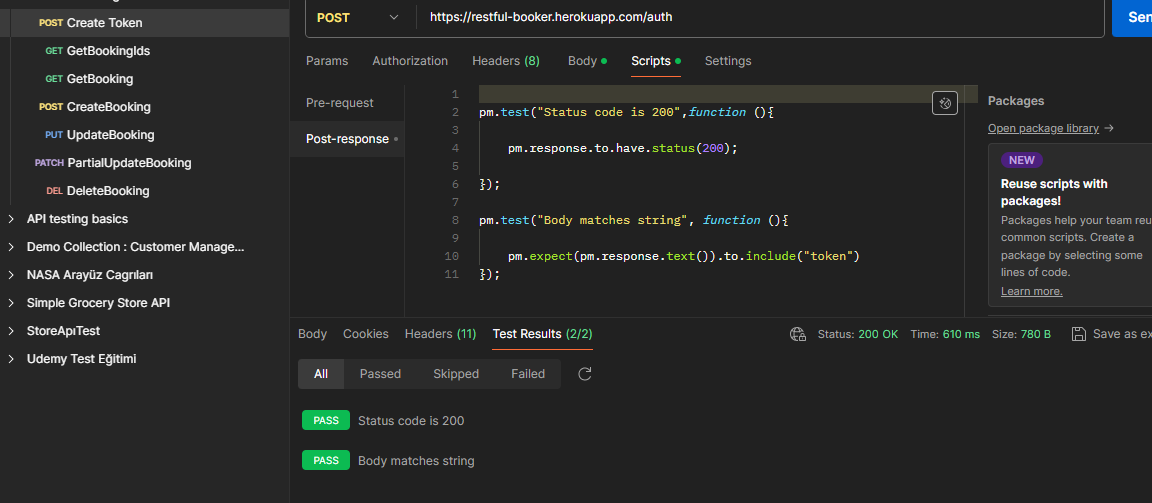 POST Create Token
GET GetBookingIds
GET GetBooking
POST CreateBooking
PUT UpdateBooking
PATCH PartialUpdateBooking
DEL DeleteBooking
API testing basics
Demo Collection : Customer Manage...
NASA Arayüz Cagrıları
Simple Grocery Store API
StoreApıTest
Udemy Test Eğitimi
POST https://restful-booker.herokuapp.com/auth
Params Authorization Headers (8) Body Scripts Settings
Pre-request
Post-response
1
2 pm.test("Status code is 200",function (){
3
4 pm.response.to.have.status(200);
5
6 });
7
8 pm.test("Body matches string", function (){
9
10 pm.expect(pm.response.text()).to.include("token")
11 });
Packages
Open package library →
NEW
Reuse scripts with
packages!
Packages help your team reu
common scripts. Create a
package by selecting some
lines of code.
Learn more.
Body Cookies Headers (11) Test Results (2/2) Status: 200 OK Time: 610 ms Size: 780 B Save as ex
All Passed Skipped Failed
PASS Status code is 200
PASS Body matches string